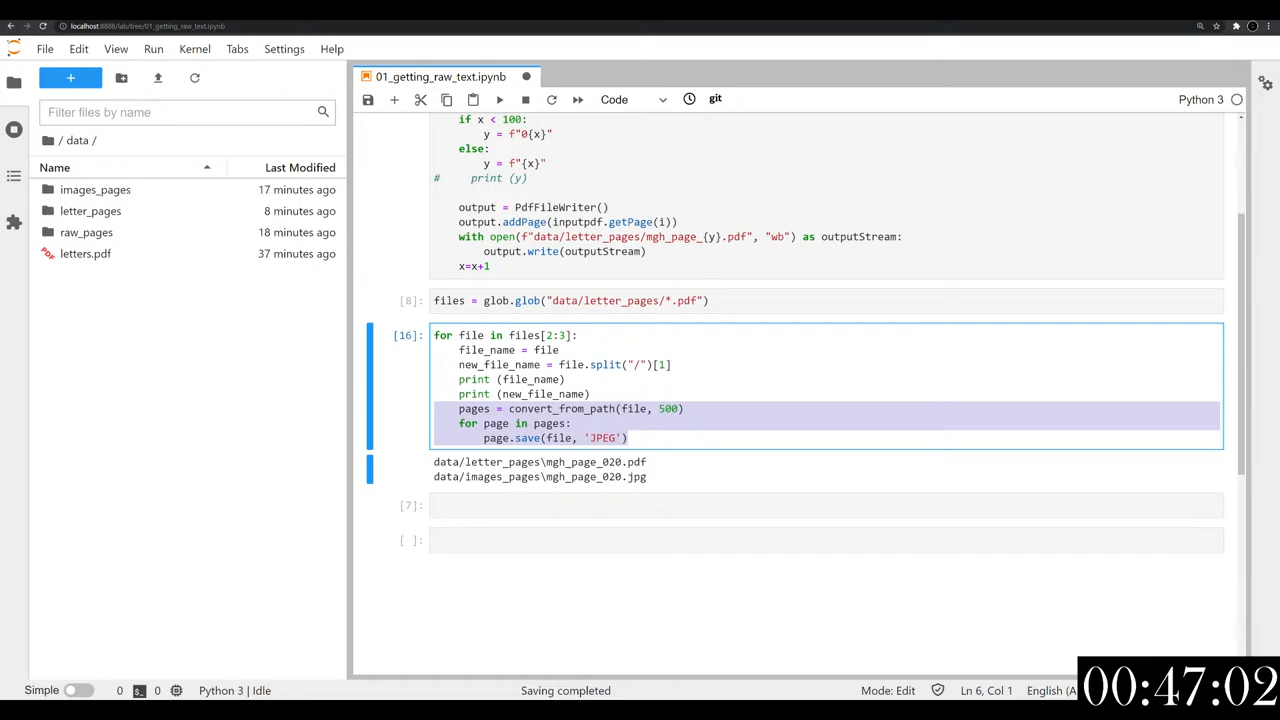 localhost:8888/lab/tree/01_getting_raw_text.ipynb
File Edit View Run Kernel Tabs Settings Help
+
Filter files by name
/ data /
Name Last Modified
images_pages 17 minutes ago
letter_pages 8 minutes ago
raw_pages 18 minutes ago
PDF letters.pdf 37 minutes ago
01_getting_raw_text.ipynb
Code git Python 3
if x < 100:
y = f"0{x}"
else:
y = f"{x}"
# print (y)
output = PdfFileWriter()
output.addPage(inputpdf.getPage(i))
with open(f"data/letter_pages/mgh_page_{y}.pdf", "wb") as outputStream:
output.write(outputStream)
x=x+1
[8]: files = glob.glob("data/letter_pages/*.pdf")
[16]: for file in files[2:3]:
file_name = file
new_file_name = file.split("/")[1]
print (file_name)
print (new_file_name)
pages = convert_from_path(file, 500)
for page in pages:
page.save(file, 'JPEG')
data/letter_pages\mgh_page_020.pdf
data/images_pages\mgh_page_020.jpg
[7]:
[ ]:
Simple 0 $_ 0 Python 3 | Idle Saving completed Mode: Edit Ln 6, Col 1 English (A
00:47:02